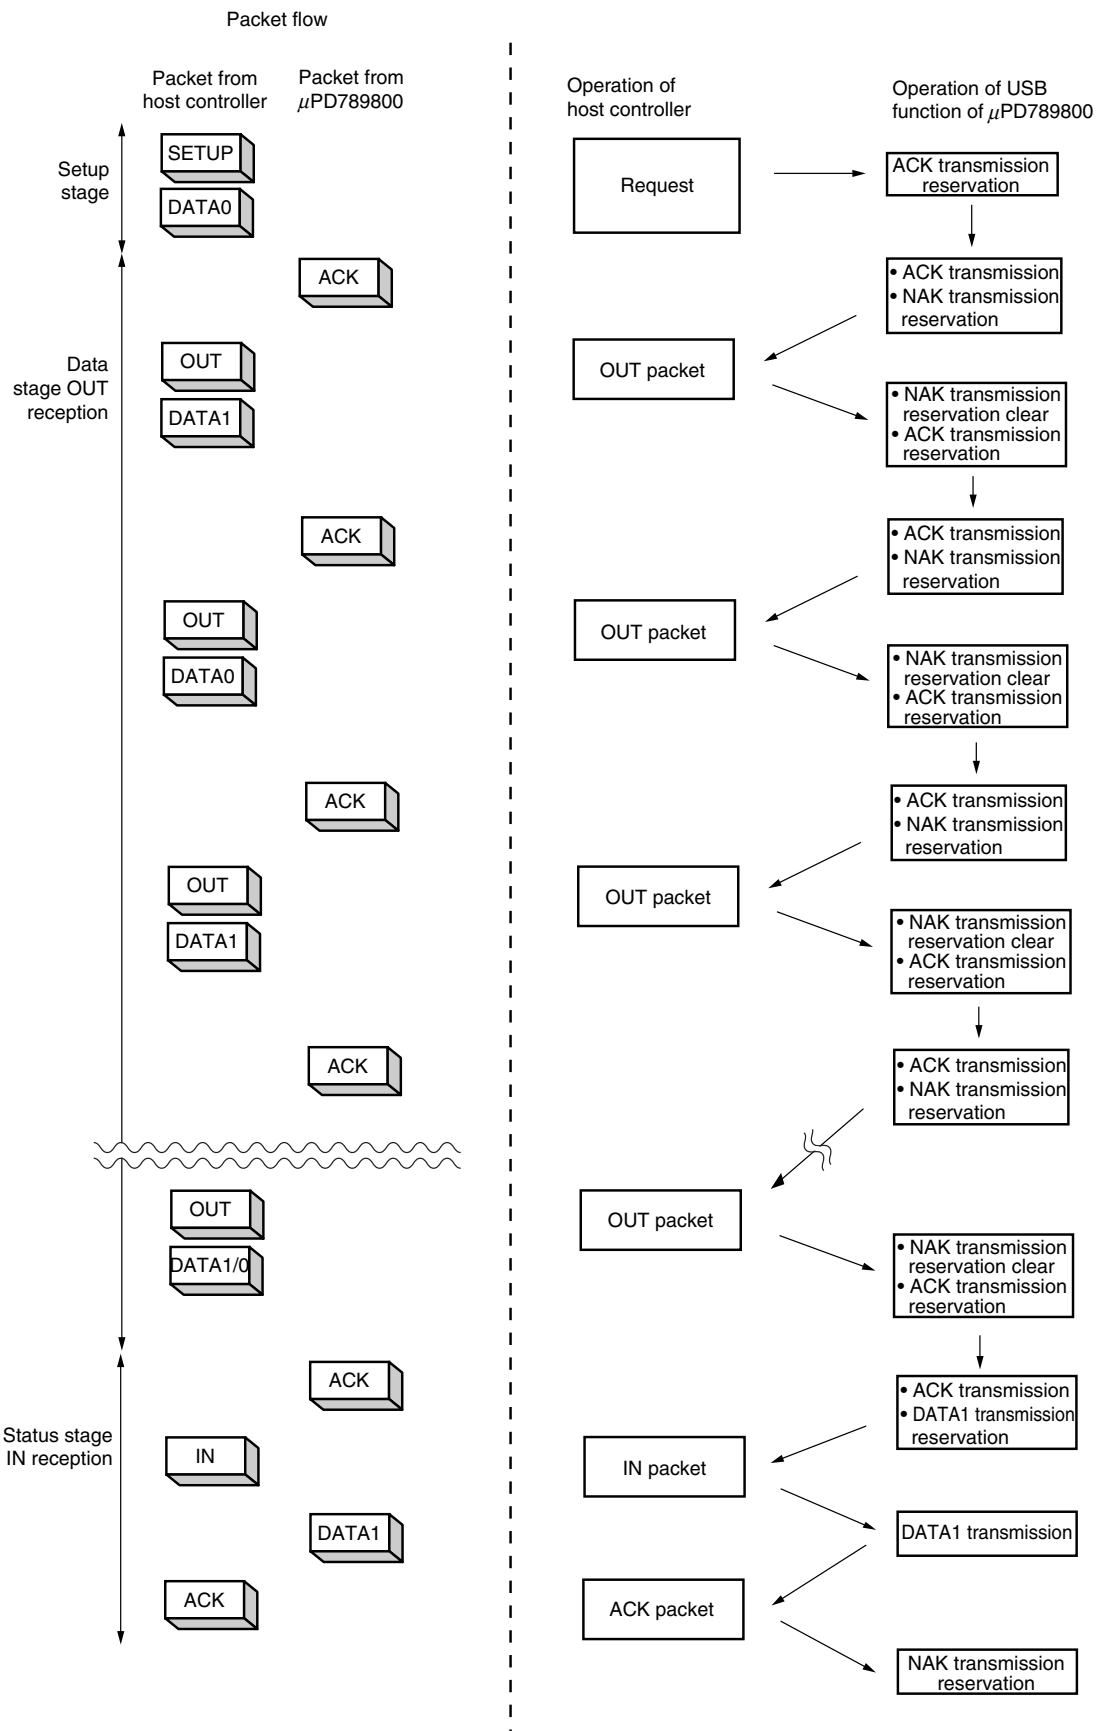 Packet flow
Packet from
host controller
Packet from
μPD789800
Operation of
host controller
Operation of USB
function of μPD789800
Setup
stage
SETUP
DATA0
Request
ACK transmission
reservation
ACK
• ACK transmission
• NAK transmission
reservation
Data
stage OUT
reception
OUT
DATA1
OUT packet
• NAK transmission
reservation clear
• ACK transmission
reservation
ACK
• ACK transmission
• NAK transmission
reservation
OUT
DATA0
OUT packet
• NAK transmission
reservation clear
• ACK transmission
reservation
ACK
• ACK transmission
• NAK transmission
reservation
OUT
DATA1
OUT packet
• NAK transmission
reservation clear
• ACK transmission
reservation
ACK
• ACK transmission
• NAK transmission
reservation
OUT
DATA1/0
OUT packet
• NAK transmission
reservation clear
• ACK transmission
reservation
ACK
• ACK transmission
• DATA1 transmission
reservation
Status stage
IN reception
IN
IN packet
DATA1
DATA1 transmission
ACK
ACK packet
NAK transmission
reservation